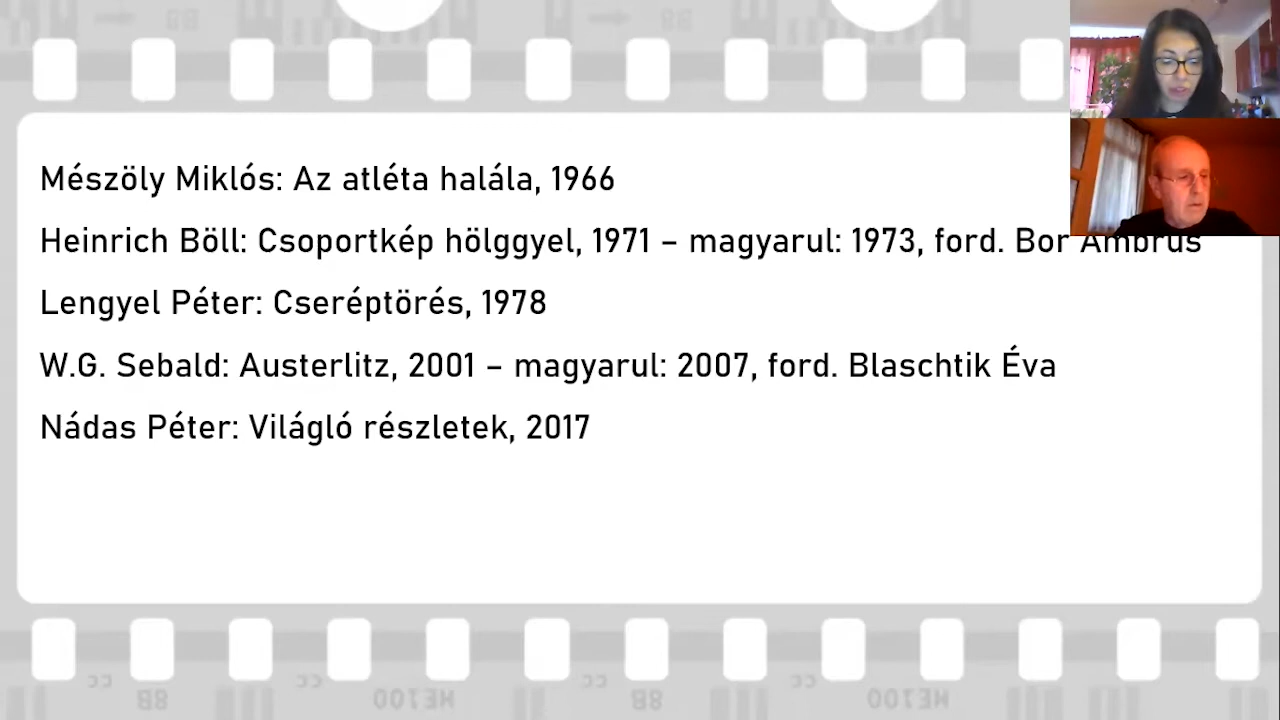 Mészöly Miklós: Az atléta halála, 1966
Heinrich Böll: Csoportkép hölggyel, 1971 – magyarul: 1973, ford. Bor Ambrus
Lengyel Péter: Cseréptörés, 1978
W.G. Sebald: Austerlitz, 2001 – magyarul: 2007, ford. Blaschtik Éva
Nádas Péter: Világló részletek, 2017